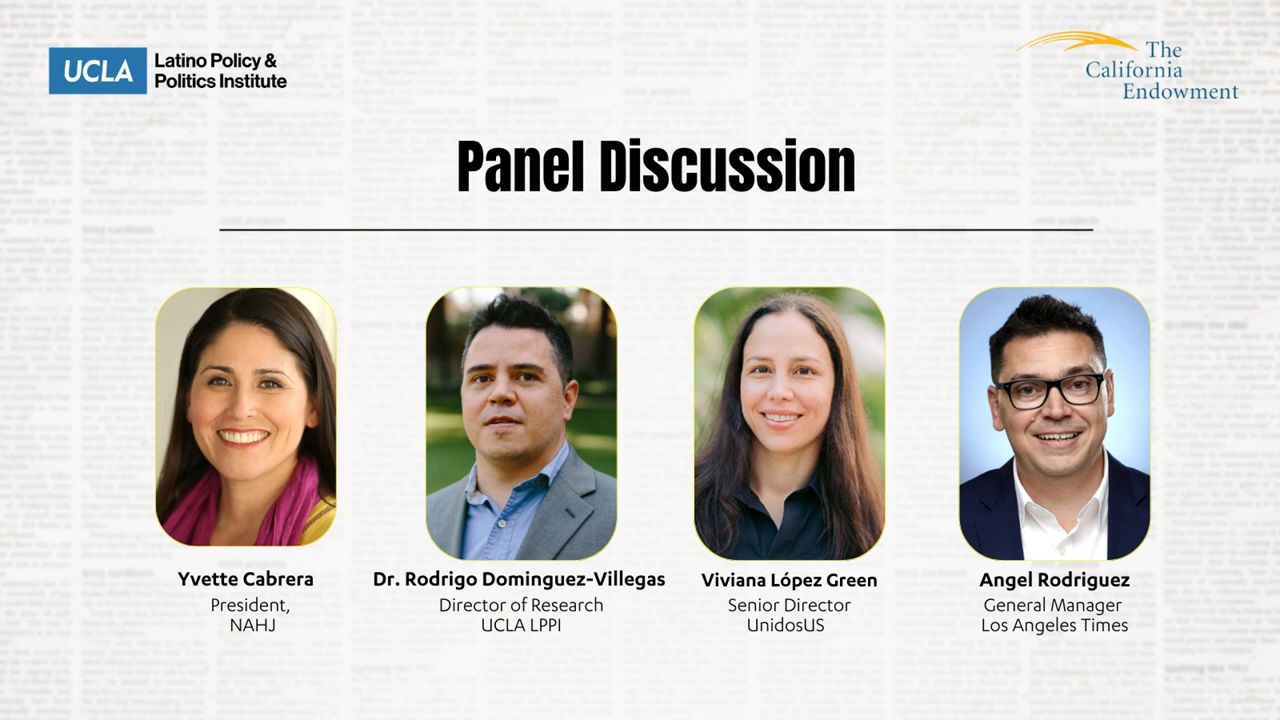 UCLA
Latino Policy &
Politics Institute
The
California
Endowment
Panel Discussion
Yvette Cabrera
President,
NAHJ
Dr. Rodrigo Dominguez-Villegas
Director of Research
UCLA LPPI
Viviana López Green
Senior Director
UnidosUS
Angel Rodriguez
General Manager
Los Angeles Times